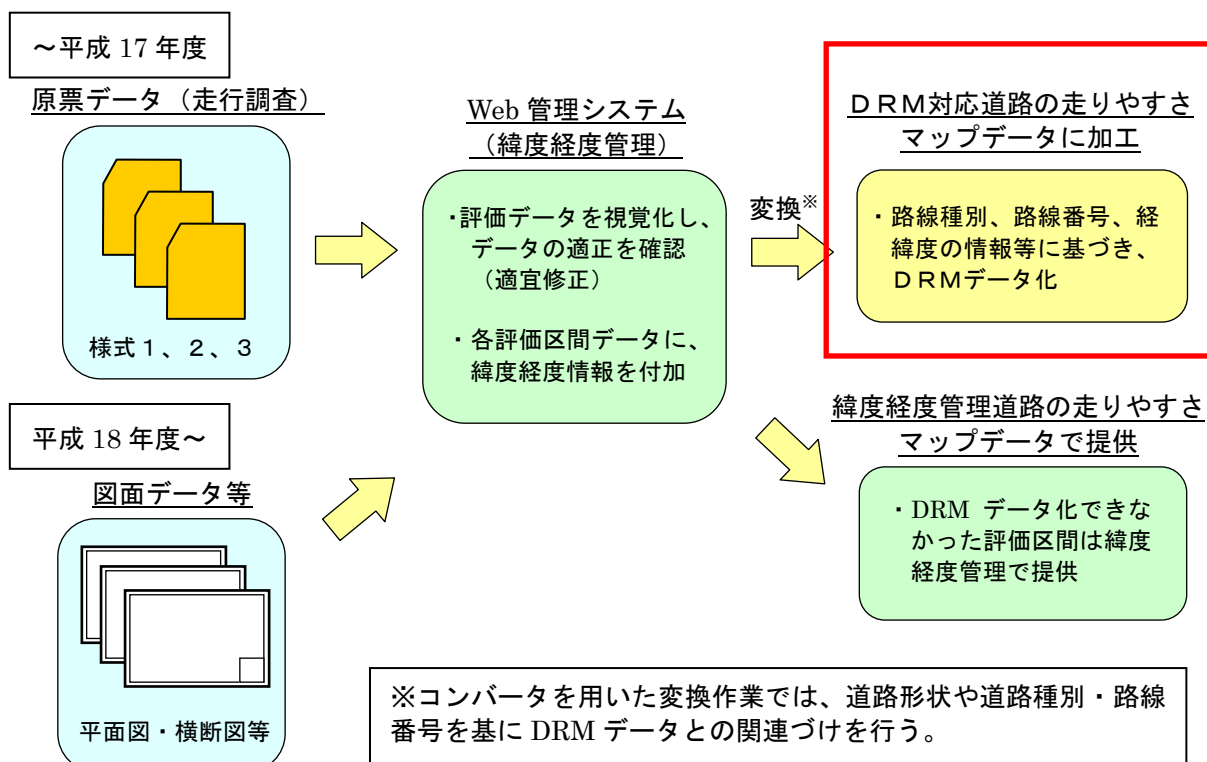 ~平成 17 年度
原票データ（走行調査）
様式１、２、３
平成 18 年度~
図面データ等
平面図・横断図等
Web 管理システム
（緯度経度管理）
・評価データを視覚化し、
データの適正を確認
（適宜修正）
・各評価区間データに、
緯度経度情報を付加
変換※
ＤＲＭ対応道路の走りやすさ
マップデータに加工
・路線種別、路線番号、経
緯度の情報等に基づき、
ＤＲＭデータ化
緯度経度管理道路の走りやすさ
マップデータで提供
・DRM データ化できな
かった評価区間は緯度
経度管理で提供
※コンバータを用いた変換作業では、道路形状や道路種別・路線
番号を基に DRM データとの関連づけを行う。